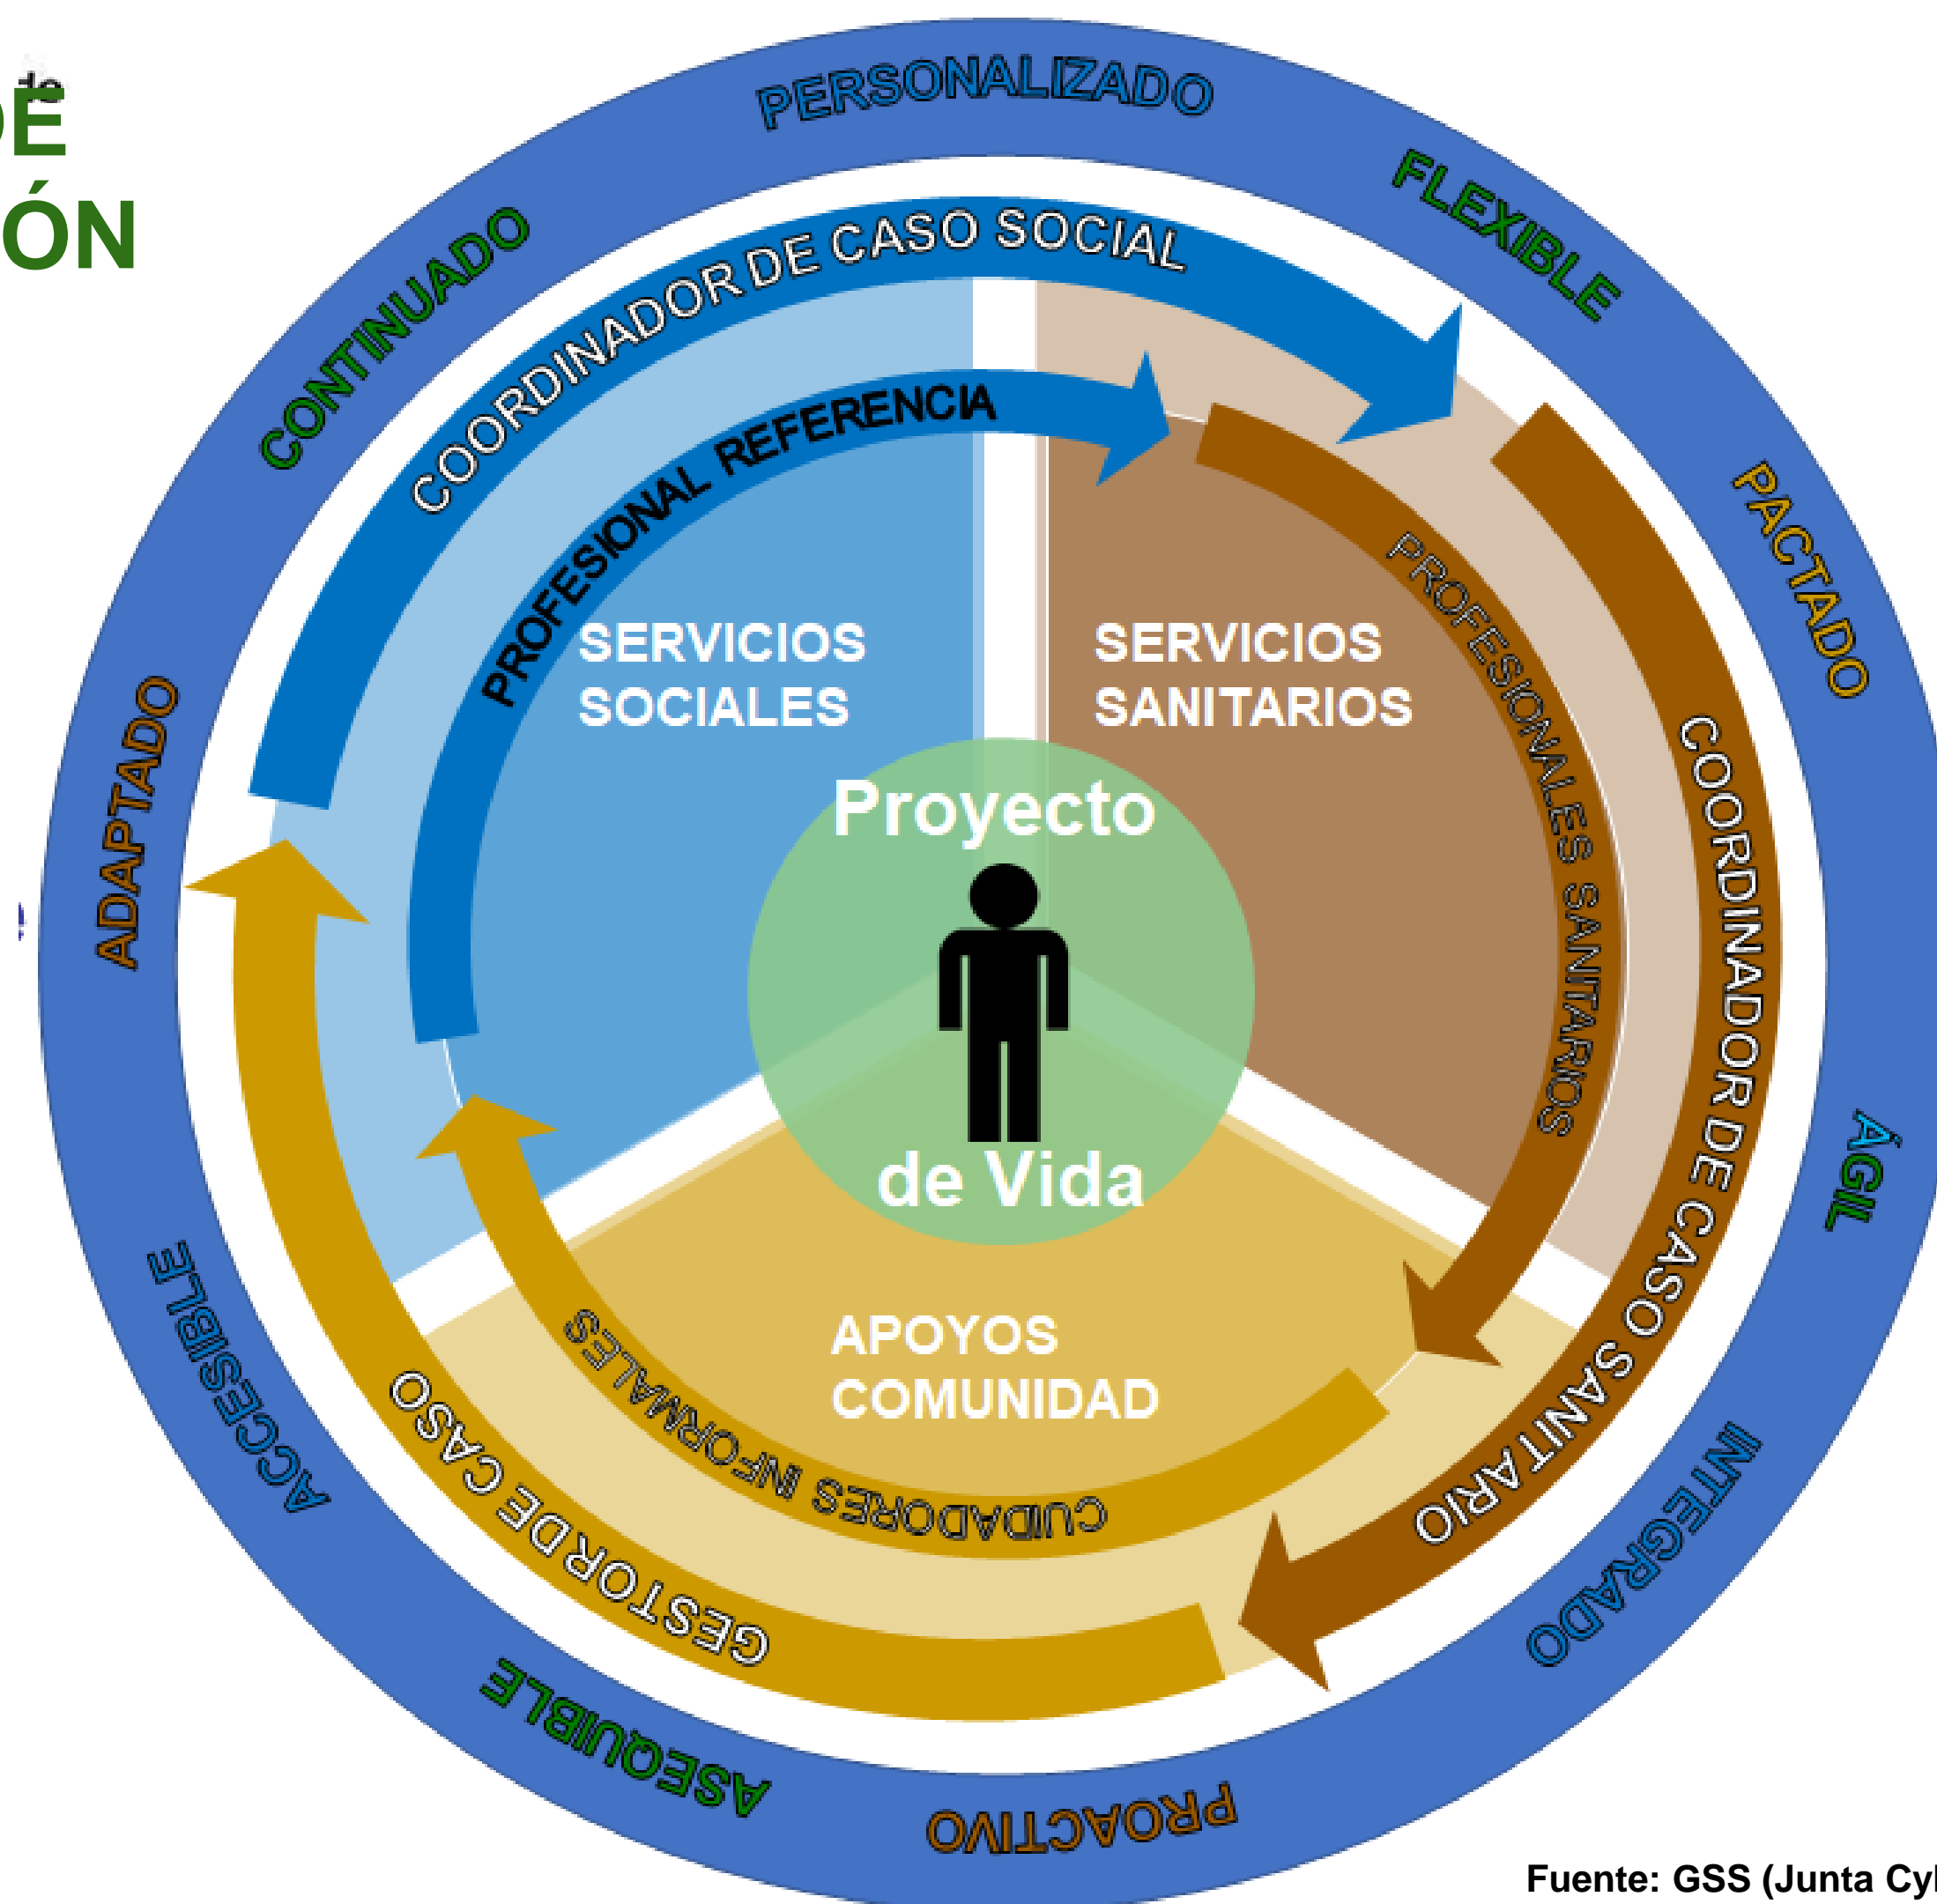 DE
ÓN
PERSONALIZADO
FLEXIBLE
PACTADO
ÁGIL
INTEGRADO
PROACTIVO
ASEQUIBLE
ACCESIBLE
ADAPTADO
CONTINUADO
COORDINADOR DE CASO SOCIAL
COORDINADOR DE CASO SANITARIO
GESTOR DE CASO
PROFESIONAL REFERENCIA
PROFESIONALES SANITARIOS
CUIDADORES INFORMALES
SERVICIOS
SOCIALES
SERVICIOS
SANITARIOS
Proyecto
de Vida
APOYOS
COMUNIDAD
Fuente: GSS (Junta Cyl